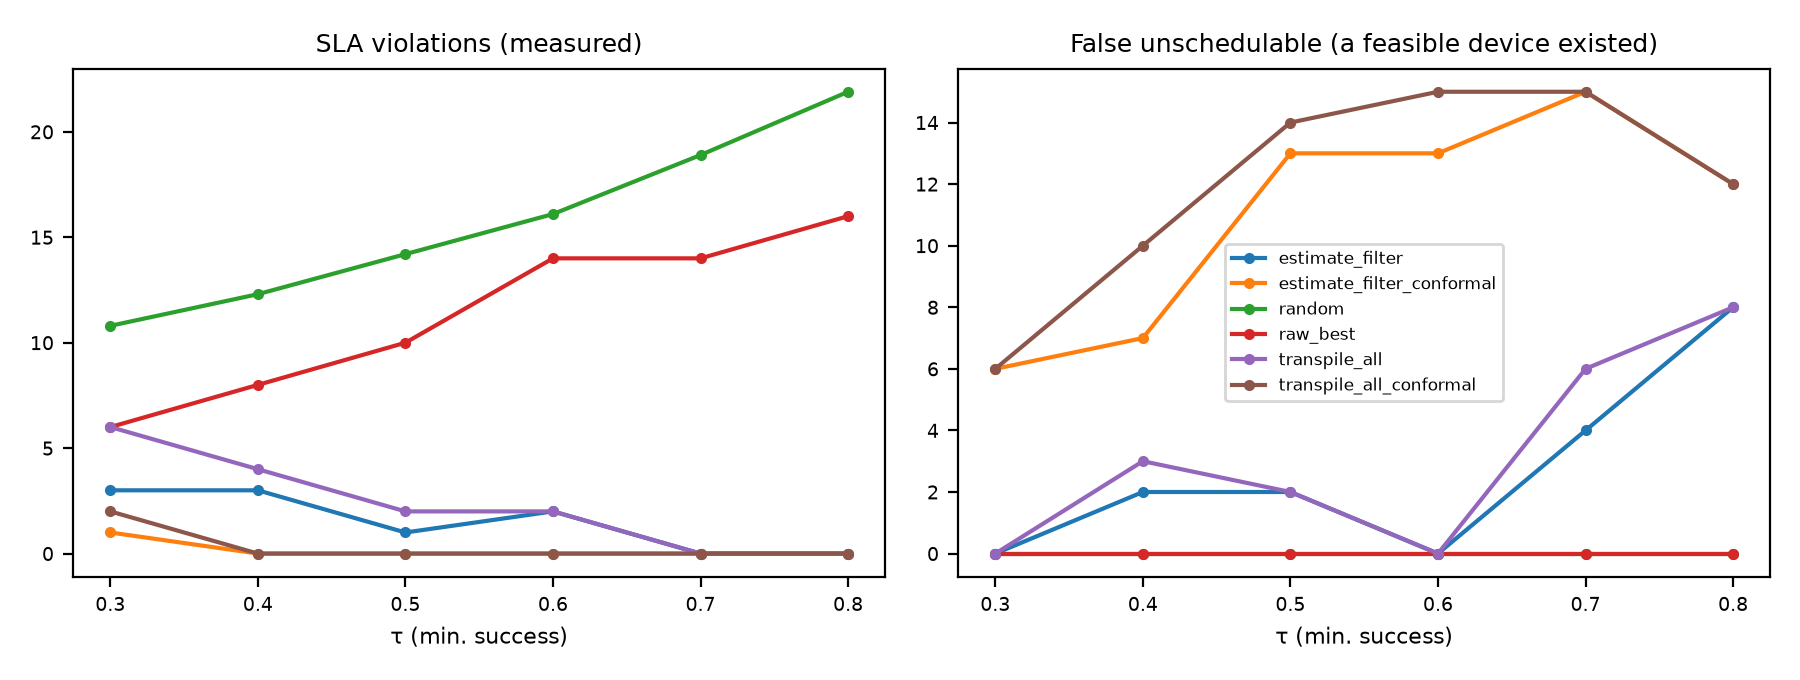 SLA violations (measured)
20
15
10
5
0
0.3 0.4 0.5 0.6 0.7 0.8
τ (min. success)
False unschedulable (a feasible device existed)
14
12
10
8
6
4
2
0
estimate_filter
estimate_filter_conformal
random
raw_best
transpile_all
transpile_all_conformal
0.3 0.4 0.5 0.6 0.7 0.8
τ (min. success)